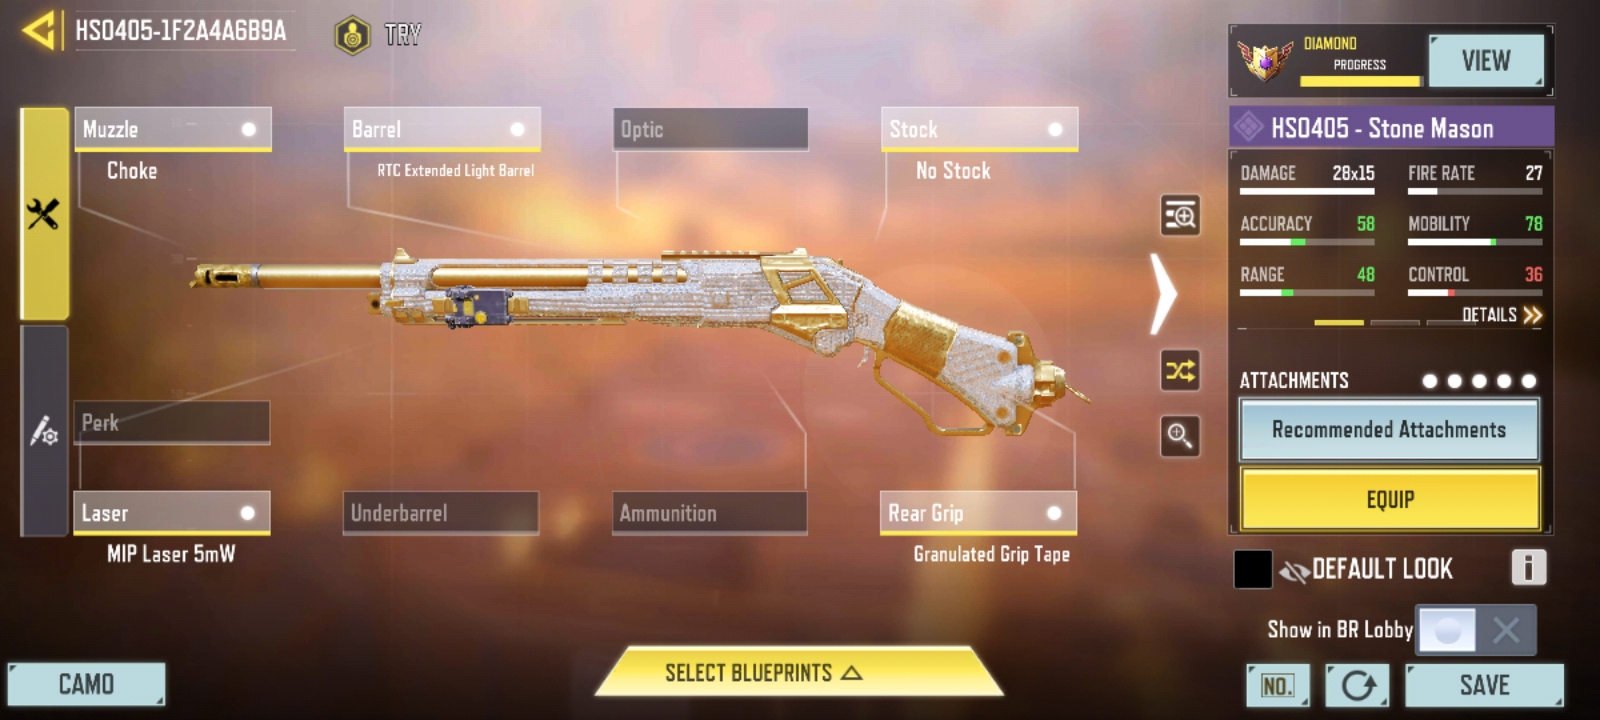 HS0405-1F2A4A6B9A
TRY
DIAMOND
PROGRESS
VIEW
Muzzle
Choke
Barrel
RTC Extended Light Barrel
Optic
Stock
No Stock
HS0405 - Stone Mason
DAMAGE 28x15
FIRE RATE 27
ACCURACY 58
MOBILITY 78
RANGE 48
CONTROL 36
DETAILS
ATTACHMENTS
Recommended Attachments
EQUIP
Perk
Laser
MIP Laser 5mW
Underbarrel
Ammunition
Rear Grip
Granulated Grip Tape
DEFAULT LOOK
i
Show in BR Lobby
CAMO
SELECT BLUEPRINTS
NO.
SAVE